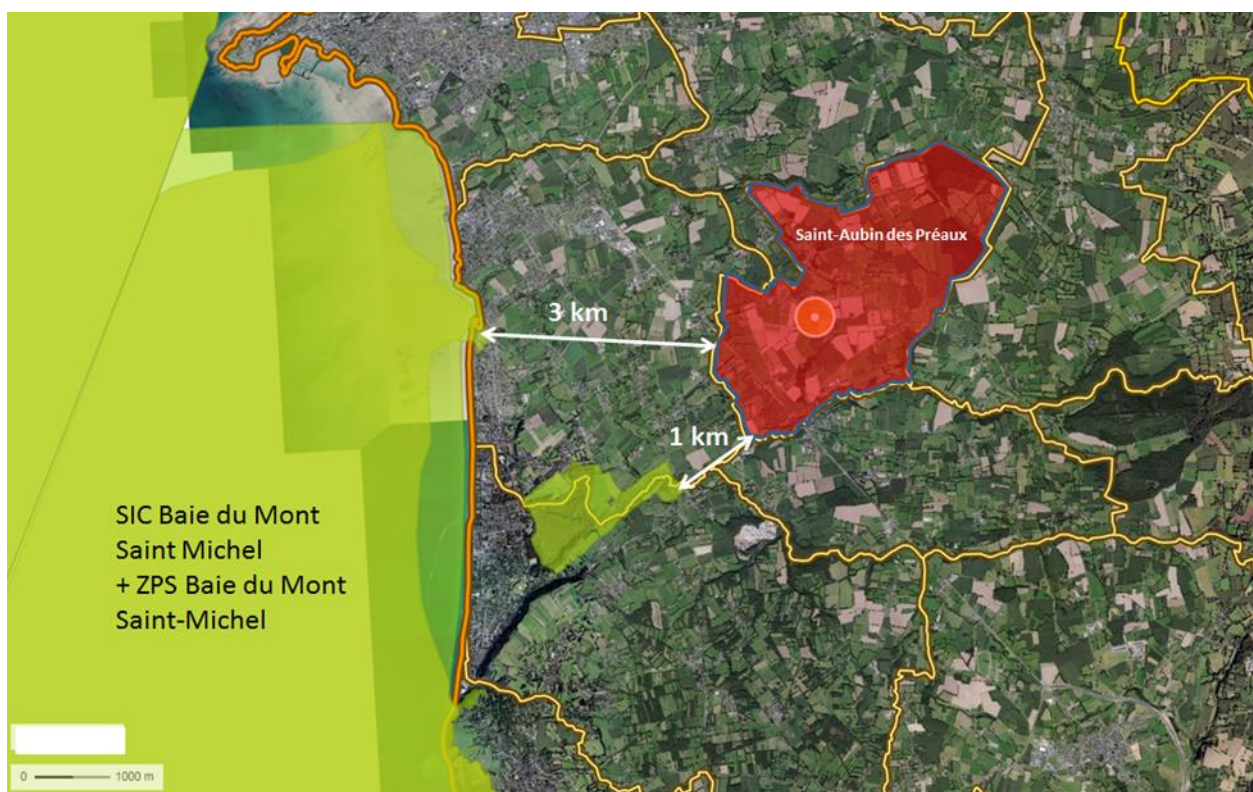 Saint-Aubin des Préaux
3 km
1 km
SIC Baie du Mont
Saint Michel
+ ZPS Baie du Mont
Saint-Michel
0 1000 m